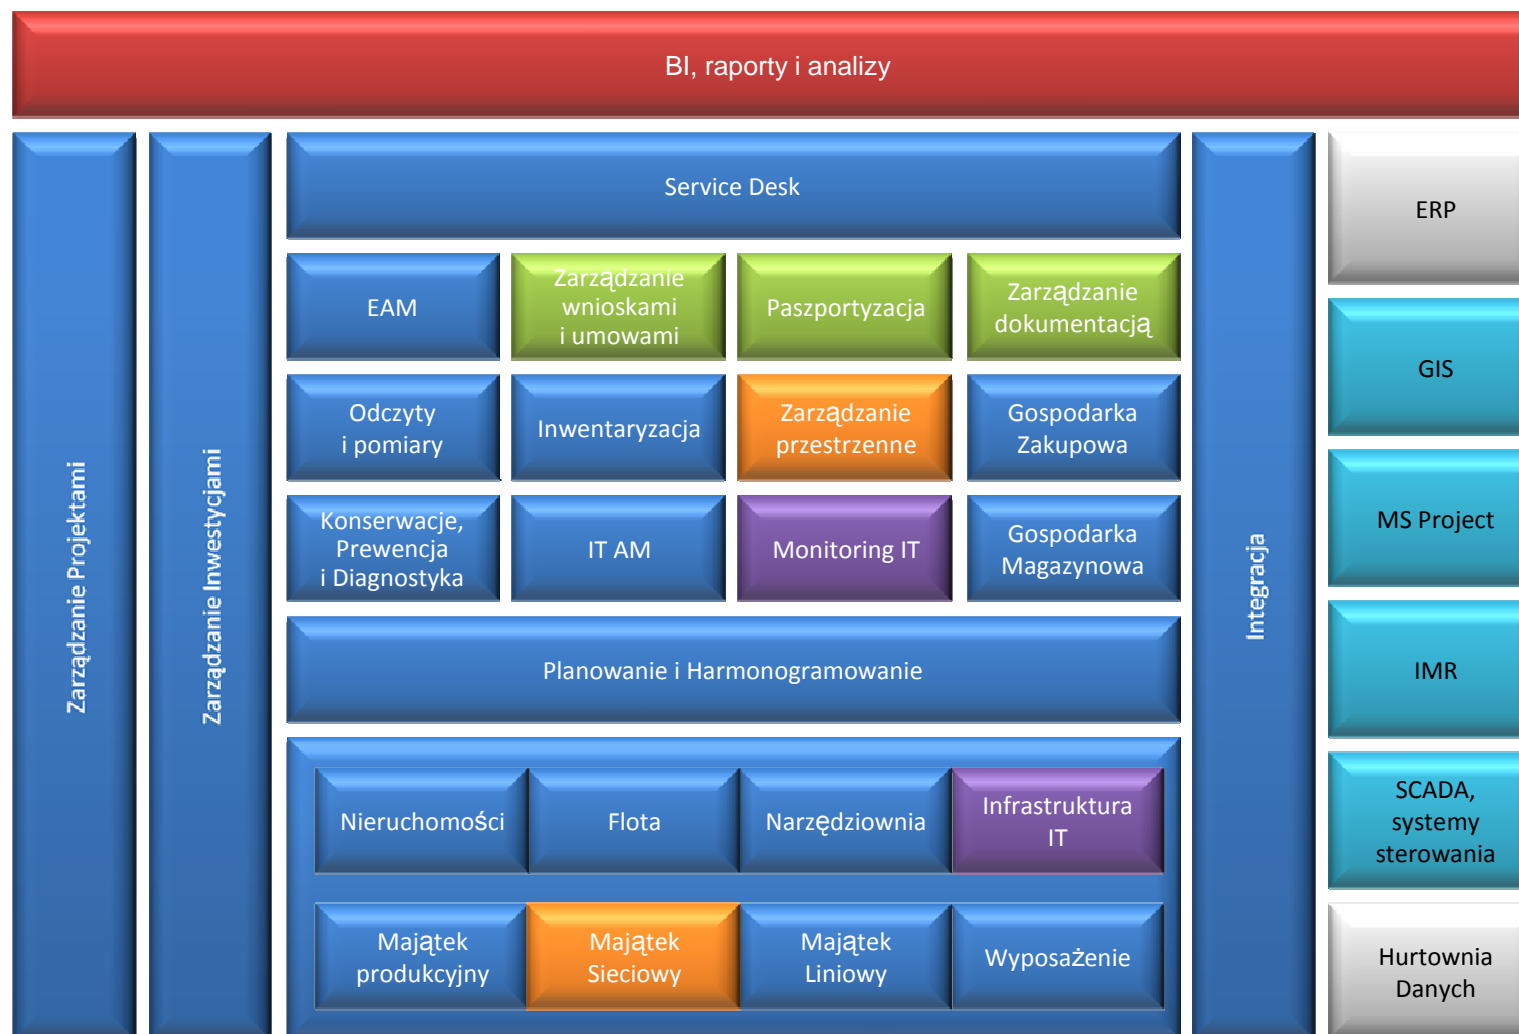 BI, raporty i analizy
Zarządzanie Projektami
Zarządzanie Inwestycjami
Service Desk
EAM
Zarządzanie
wnioskami
i umowami
Paszportyzacja
Zarządzanie
dokumentacją
Odczyty
i pomiary
Inwentaryzacja
Zarządzanie
przestrzenne
Gospodarka
Zakupowa
Konserwacje,
Prewencja
i Diagnostyka
IT AM
Monitoring IT
Gospodarka
Magazynowa
Planowanie i Harmonogramowanie
Nieruchomości
Flota
Narzędziownia
Infrastruktura
IT
Majątek
produkcyjny
Majątek
Sieciowy
Majątek
Liniowy
Wyposażenie
Integracja
ERP
GIS
MS Project
IMR
SCADA,
systemy
sterowania
Hurtownia
Danych